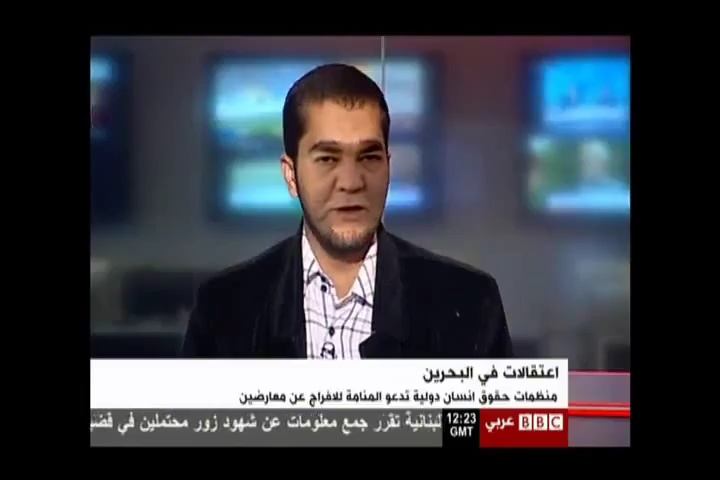 اعتقالات في البحرين
منظمات حقوق انسان دولية تدعو المنامة للافراج عن معارضين
لبنانية تقرر جمع معلومات عن شهود زور محتملين في قضي
12:23
GMT
BBC عربي